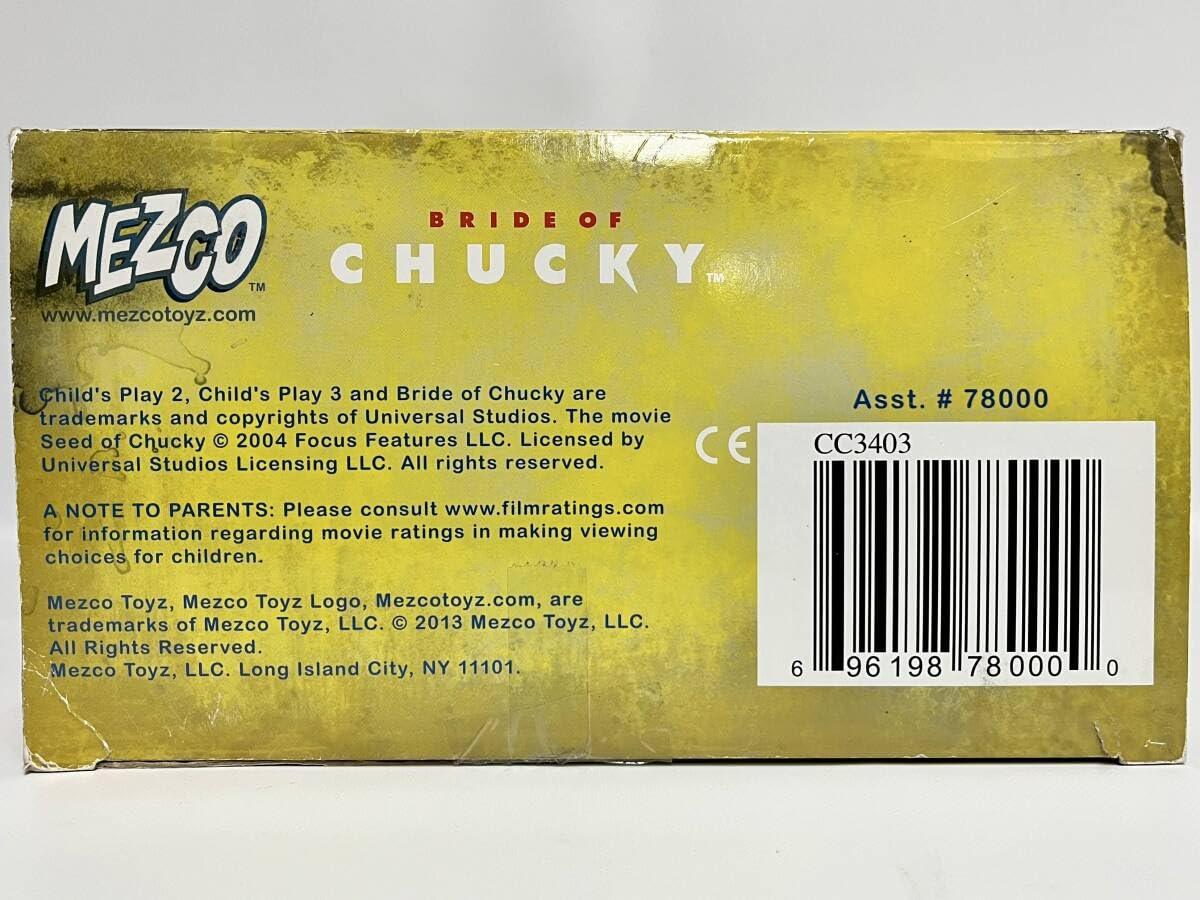 MEZCO™
www.mezcotoyz.com
BRIDE OF
CHUCKY™
Child's Play 2, Child's Play 3 and Bride of Chucky are
trademarks and copyrights of Universal Studios. The movie
Seed of Chucky © 2004 Focus Features LLC. Licensed by
Universal Studios Licensing LLC. All rights reserved.
A NOTE TO PARENTS: Please consult www.filmratings.com
for information regarding movie ratings in making viewing
choices for children.
Mezco Toyz, Mezco Toyz Logo, Mezcotoyz.com, are
trademarks of Mezco Toyz, LLC. © 2013 Mezco Toyz, LLC.
All Rights Reserved.
Mezco Toyz, LLC. Long Island City, NY 11101.
CE
Asst. # 78000
CC3403
6 96198 78000 0